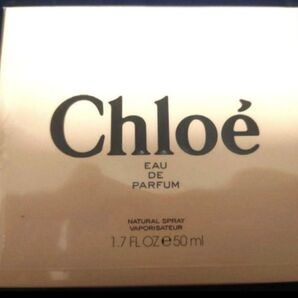 Chloé
EAU
DE
PARFUM
NATURAL SPRAY
VAPORISATEUR
1.7 FL OZ ℮ 50 ml